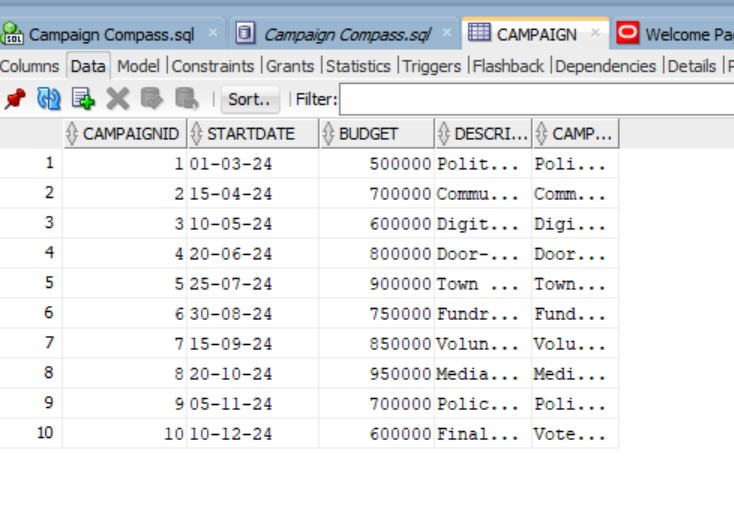 Campaign Compass.sql × Campaign Compass.sql × CAMPAIGN × Welcome Pa
Columns Data Model Constraints Grants Statistics Triggers Flashback Dependencies Details
Sort.. Filter:
CAMPAIGNID STARTDATE BUDGET DESCRI... CAMP...
1 1 01-03-24 500000 Polit... Poli...
2 2 15-04-24 700000 Commu... Comm...
3 3 10-05-24 600000 Digit... Digi...
4 4 20-06-24 800000 Door-... Door...
5 5 25-07-24 900000 Town ... Town...
6 6 30-08-24 750000 Fundr... Fund...
7 7 15-09-24 850000 Volun... Volu...
8 8 20-10-24 950000 Media... Medi...
9 9 05-11-24 700000 Polic... Poli...
10 10 10-12-24 600000 Final... Vote...